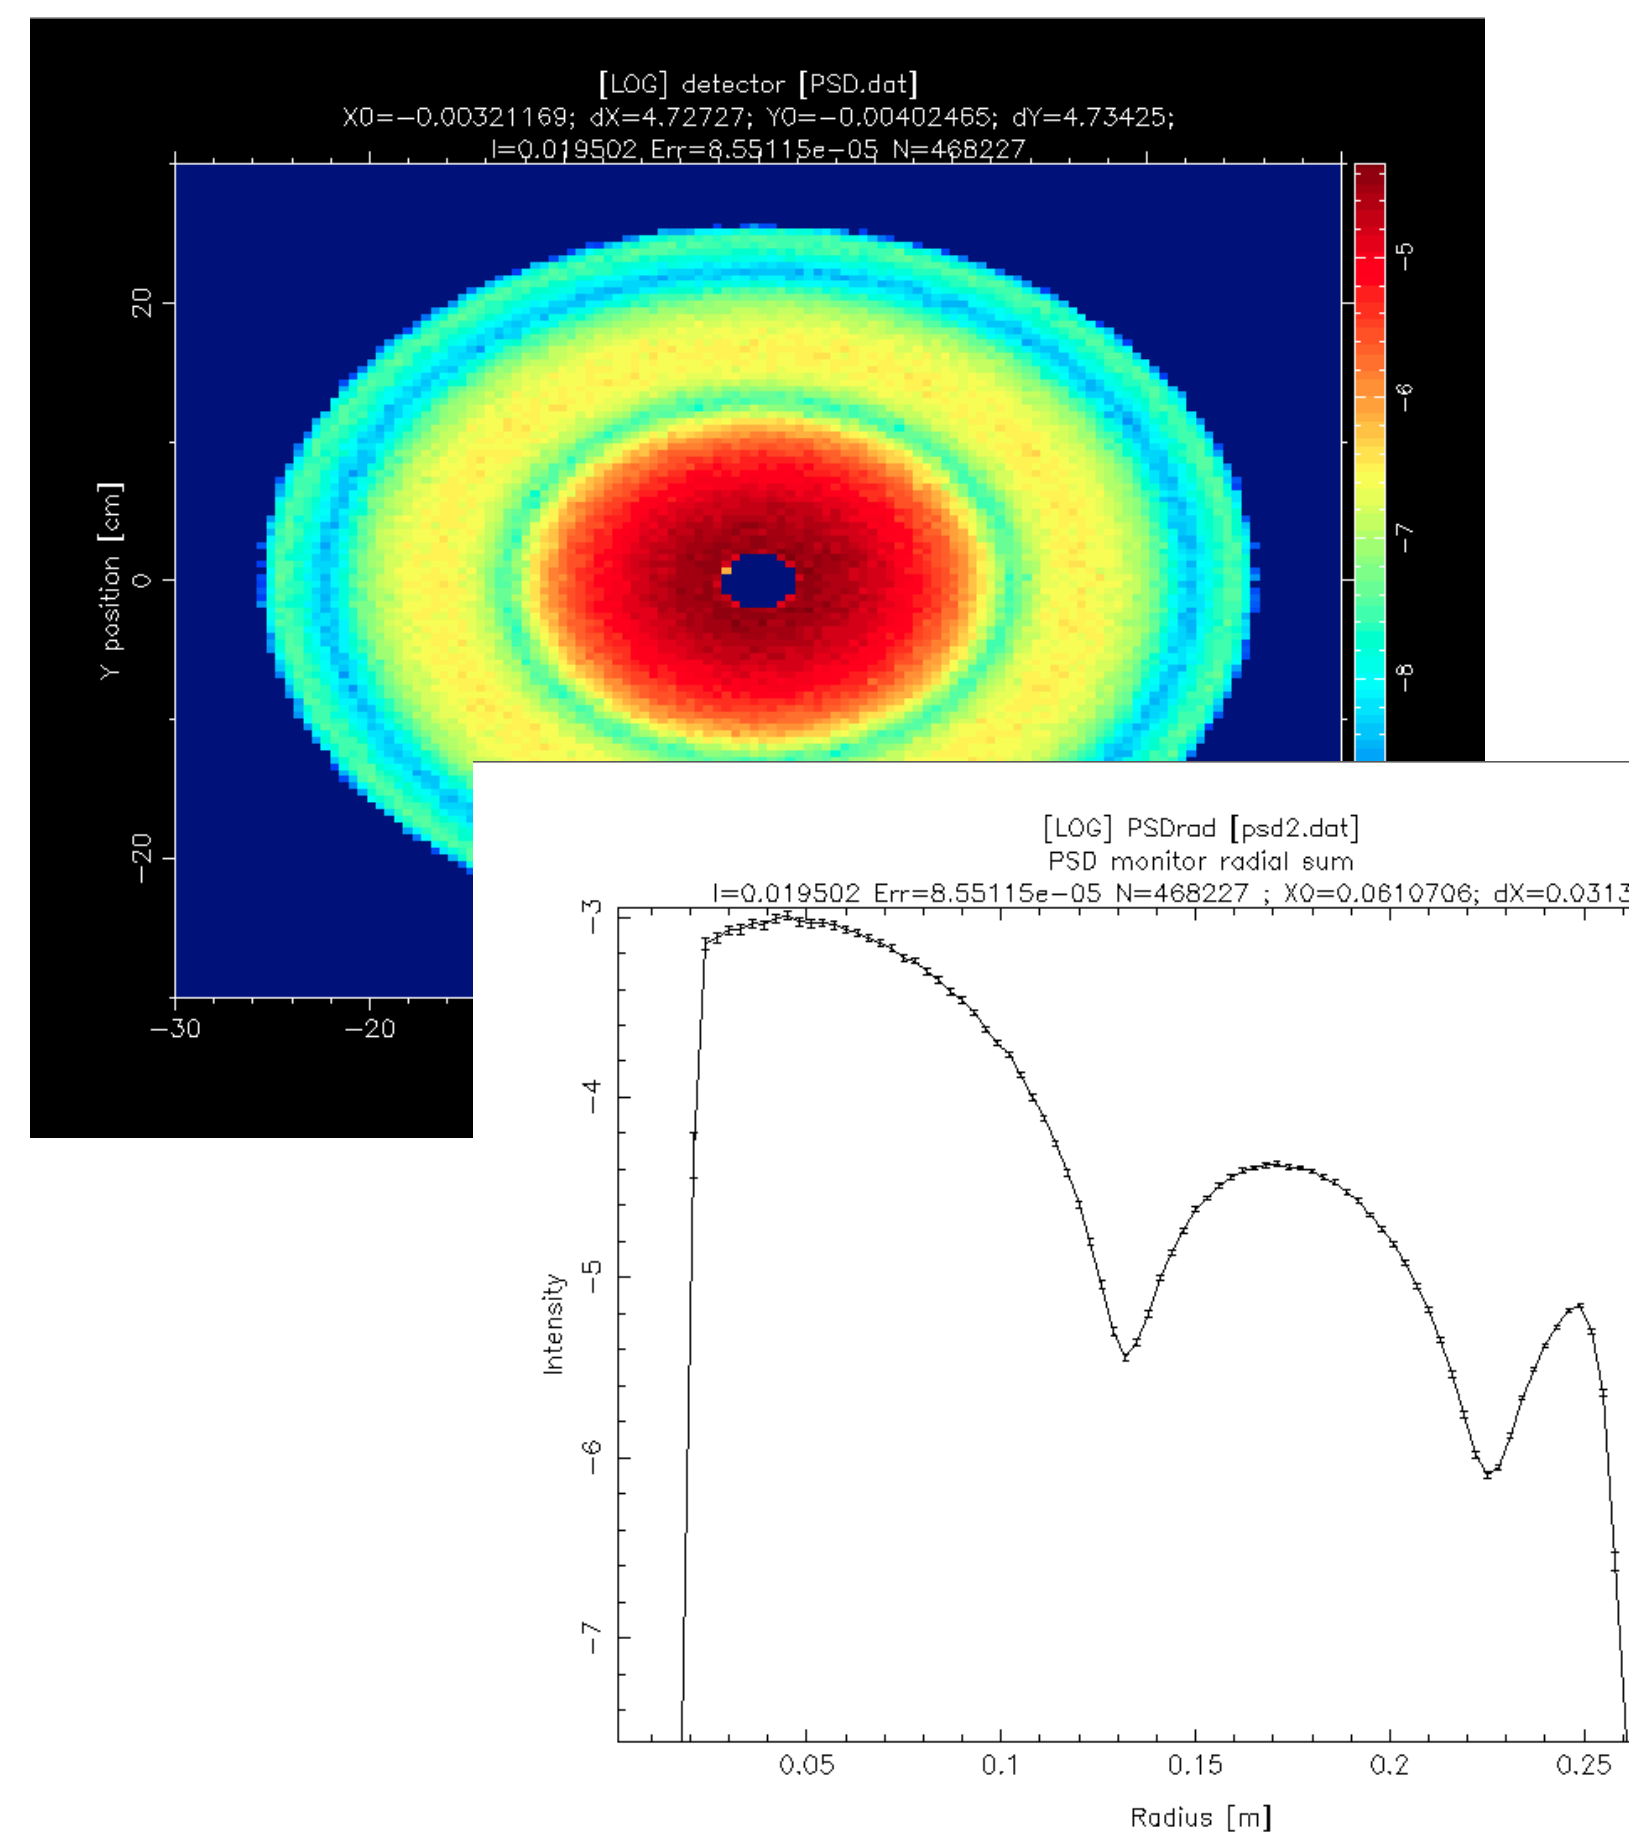 [LOG] detector [PSD.dat]
X0=−0.00321169; dX=4.72727; Y0=−0.00402465; dY=4.73425;
I=0.019502 Err=8.55115e−05 N=468227
Y position [cm]
20
0
−20
−30
−20
−5
−6
−7
−8
[LOG] PSDrad [psd2.dat]
PSD monitor radial sum
I=0.019502 Err=8.55115e−05 N=468227 ; X0=0.0610706; dX=0.0313
Intensity
−3
−4
−5
−6
−7
0.05
0.1
0.15
0.2
0.25
Radius [m]